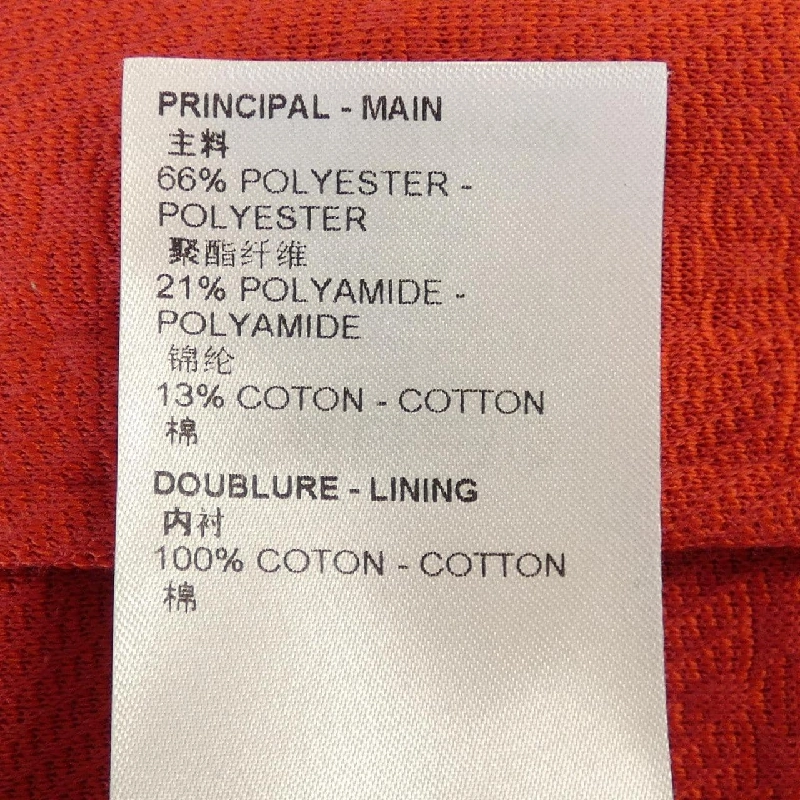 PRINCIPAL - MAIN
主料
66% POLYESTER -
POLYESTER
聚酯纤维
21% POLYAMIDE -
POLYAMIDE
锦纶
13% COTON - COTTON
棉
DOUBLURE - LINING
内衬
100% COTON - COTTON
棉